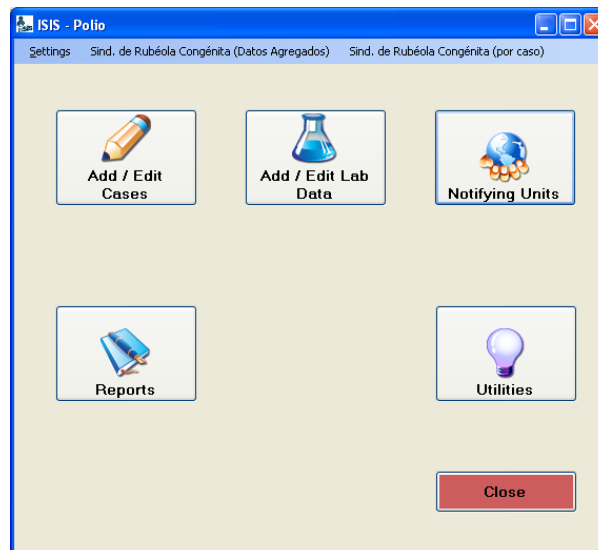 ISIS - Polio
Settings Sind. de Rubéola Congénita (Datos Agregados) Sind. de Rubéola Congénita (por caso)
Add / Edit
Cases
Add / Edit Lab
Data
Notifying Units
Reports
Utilities
Close